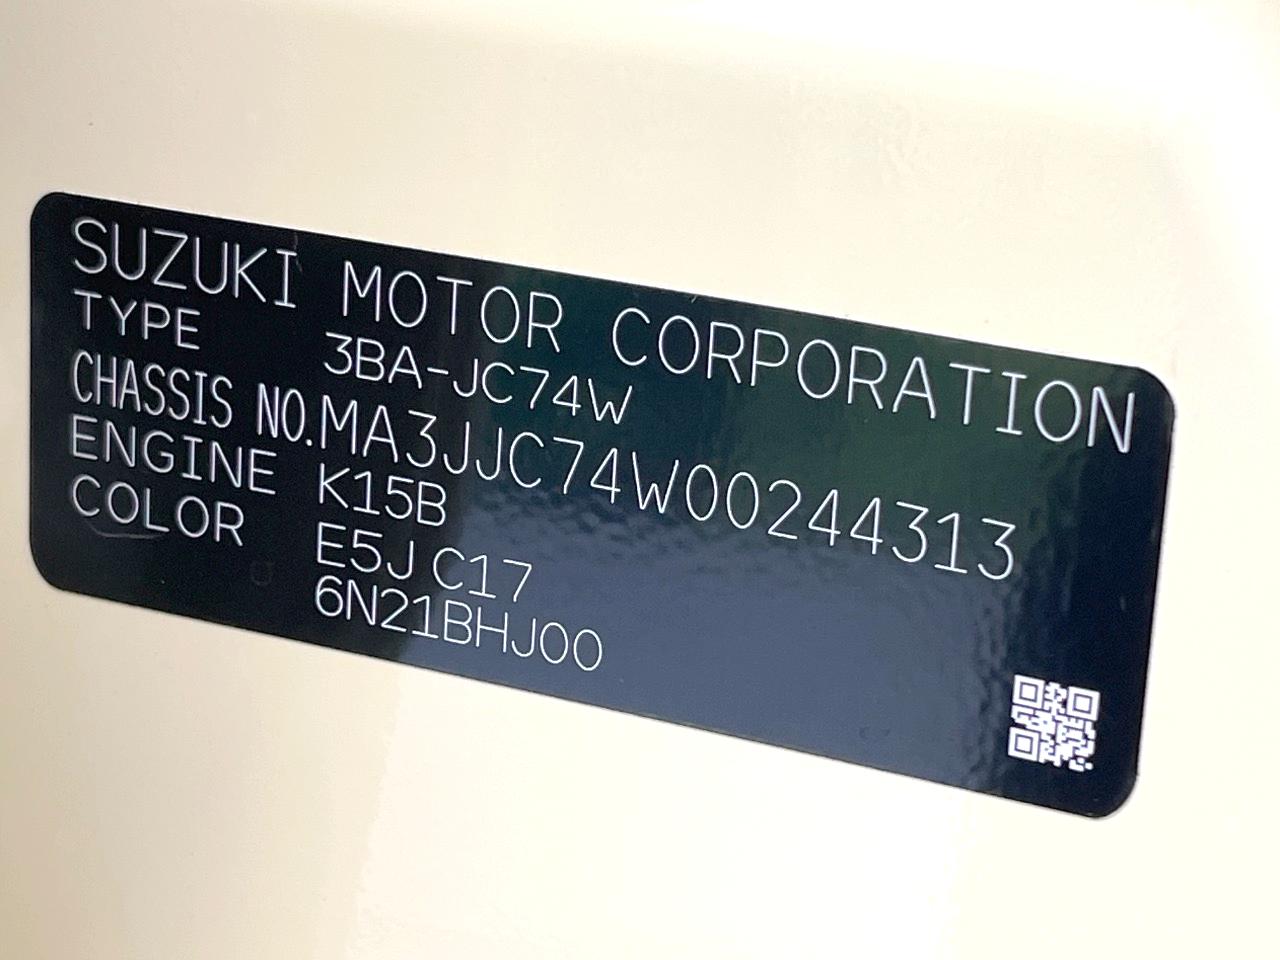 SUZUKI MOTOR CORPORATION
TYPE 3BA-JC74W
CHASSIS NO. MA3JJC74W00244313
ENGINE K15B
COLOR E5J C17
6N21BHJ00